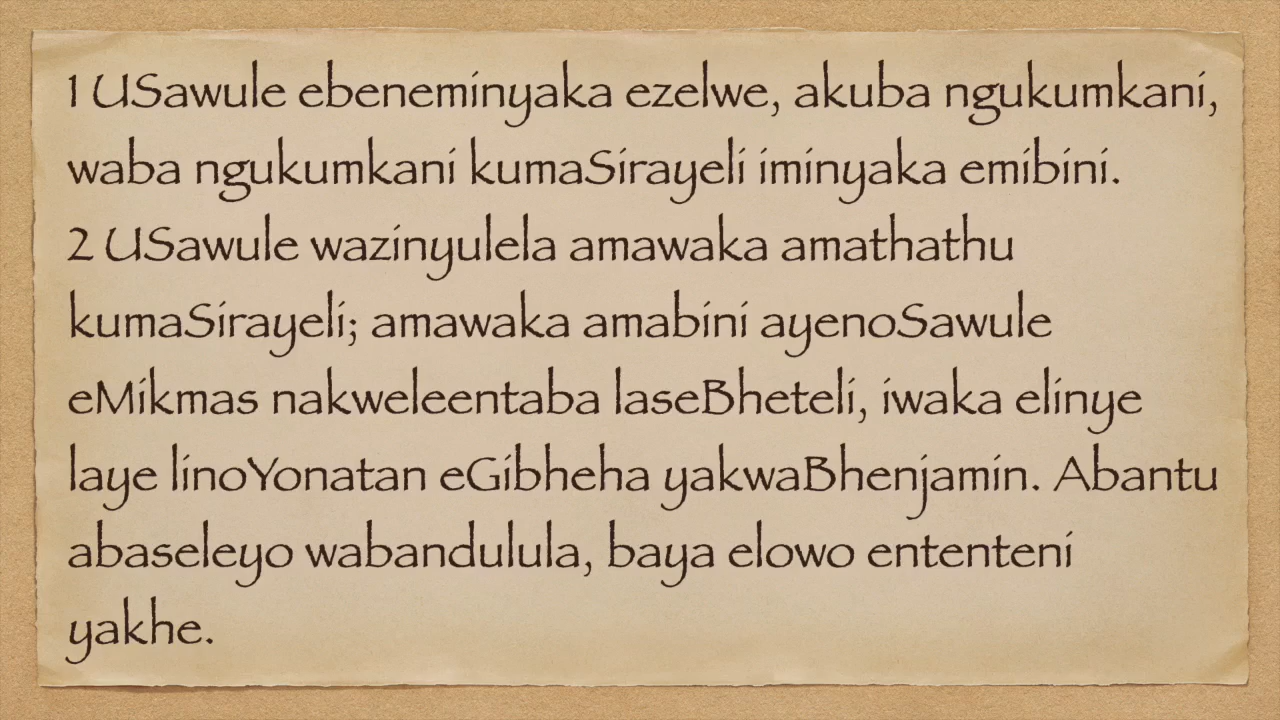 1 USawule ebeneminyaka ezelwe, akuba ngukumkani,
waba ngukumkani kumaSirayeli iminyaka emibini.
2 USawule wazinyulela amawaka amathathu
kumaSirayeli; amawaka amabini ayenoSawule
eMikmas nakweleentaba laseBheteli, iwaka elinye
laye linoYonatan eGibheha yakwaBhenjamin. Abantu
abaseleyo wabandulula, baya elowo ententeni
yakhe.